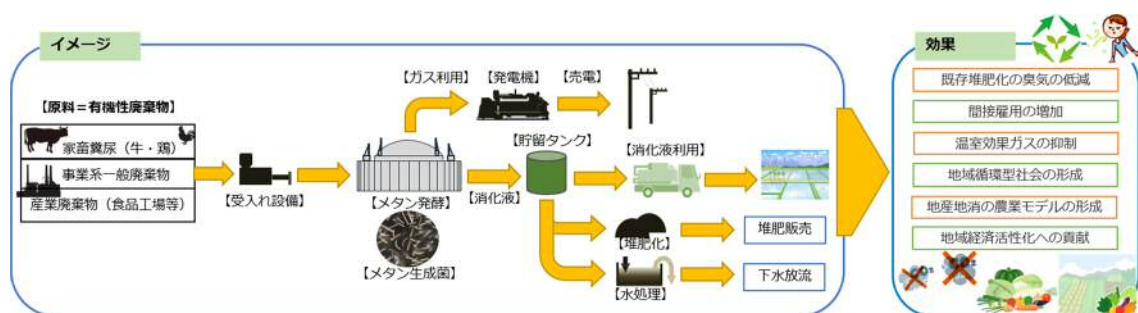 イメージ
【原料＝有機性廃棄物】
家畜糞尿（牛・鶏）
事業系一般廃棄物
産業廃棄物（食品工場等）
【受入れ設備】
【ガス利用】
【発電機】
【売電】
【メタン発酵】
【メタン生成菌】
【消化液】
【貯留タンク】
【消化液利用】
【堆肥化】
堆肥販売
【水処理】
下水放流
効果
既存堆肥化の臭気の低減
間接雇用の増加
温室効果ガスの抑制
地域循環型社会の形成
地産地消の農業モデルの形成
地域経済活性化への貢献